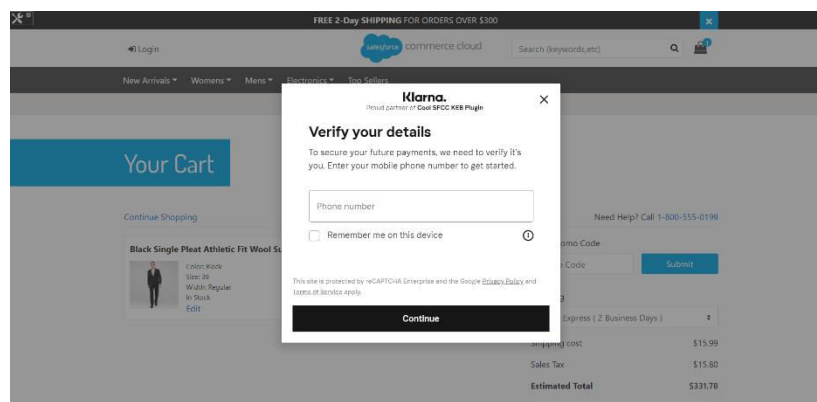 FREE 2-Day SHIPPING FOR ORDERS OVER $300
Login
salesforce commerce cloud
Search (keywords,etc)
New Arrivals Womens Mens Electronics Top Sellers
Klarna.
Proud partner of Cool SFCC KEB Plugin
Verify your details
To secure your future payments, we need to verify it's
you. Enter your mobile phone number to get started.
Phone number
Remember me on this device
This site is protected by reCAPTCHA Enterprise and the Google Privacy Policy and
Terms of Service apply.
Continue
Your Cart
Continue Shopping
Need Help? Call 1-800-555-0199
Black Single Pleat Athletic Fit Wool Su
Color: Black
Size: 38
Width: Regular
In Stock
Edit
omo Code
Code
Submit
Express ( 2 Business Days )
Shipping cost $15.99
Sales Tax $15.80
Estimated Total $331.78